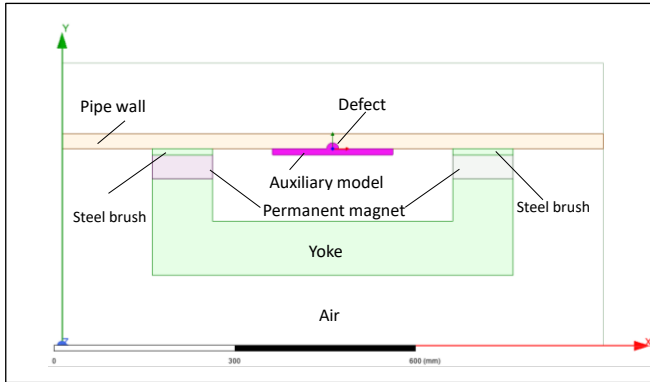 Y
Defect
Pipe wall
Auxiliary model
Steel brush
Permanent magnet
Steel brush
Yoke
Air
Z
X
0
300
600 (mm)